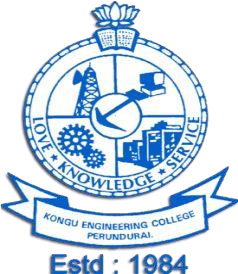 LOVE ★ KNOWLEDGE ★ SERVICE
KONGU ENGINEERING COLLEGE
PERUNDURAI.
Estd : 1984